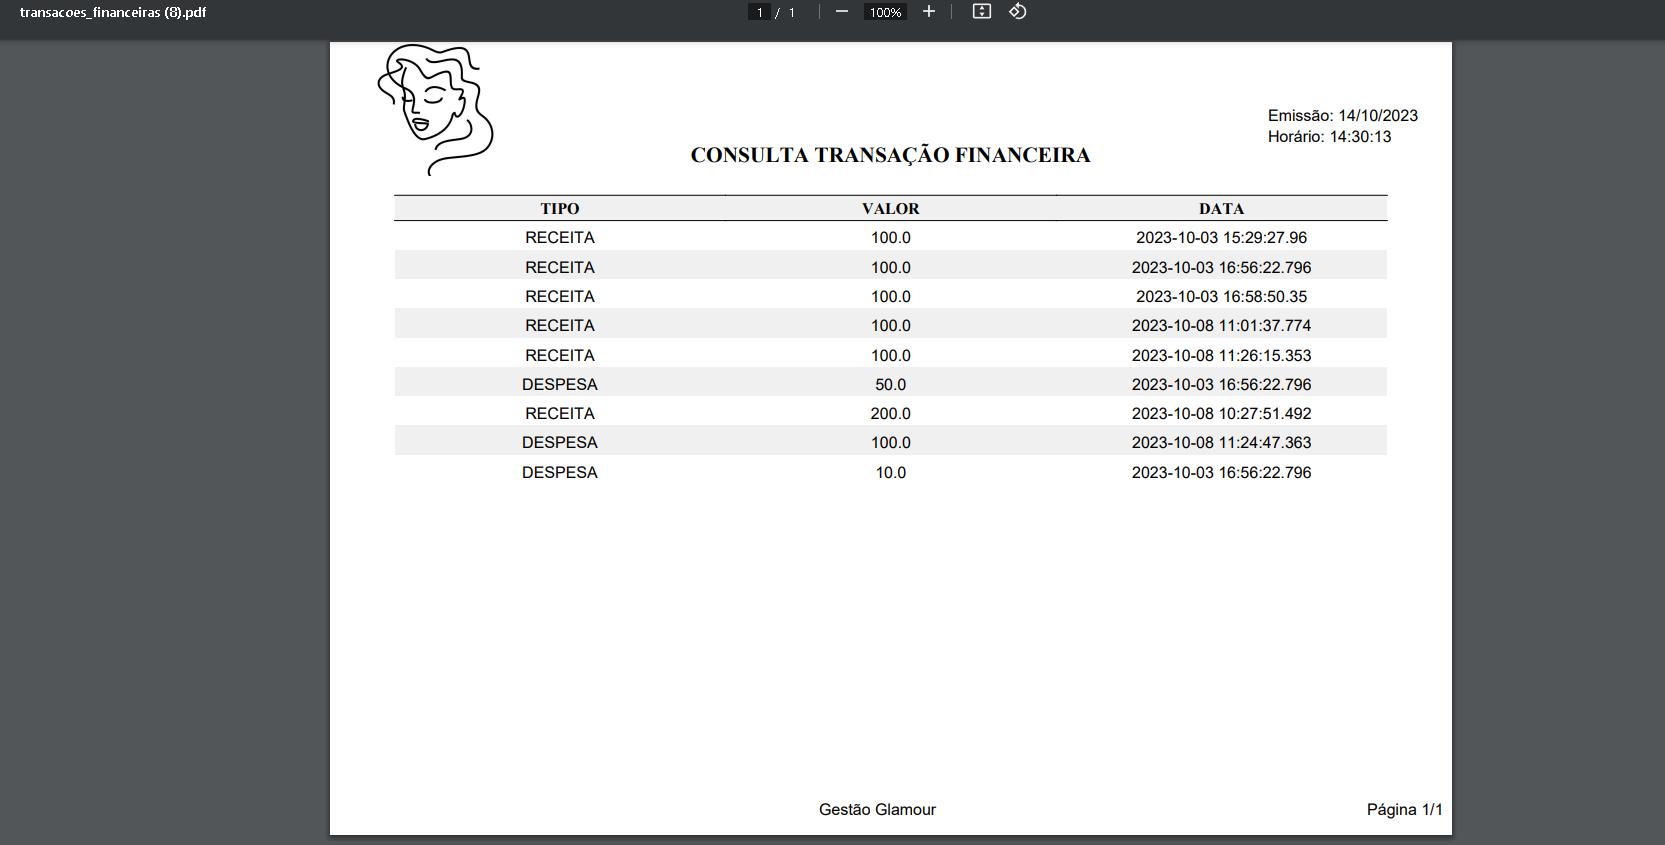 transacoes_financeiras (8).pdf
1 / 1
100%
Emissão: 14/10/2023
Horário: 14:30:13
CONSULTA TRANSAÇÃO FINANCEIRA
TIPO VALOR DATA
RECEITA 100.0 2023-10-03 15:29:27.96
RECEITA 100.0 2023-10-03 16:56:22.796
RECEITA 100.0 2023-10-03 16:58:50.35
RECEITA 100.0 2023-10-08 11:01:37.774
RECEITA 100.0 2023-10-08 11:26:15.353
DESPESA 50.0 2023-10-03 16:56:22.796
RECEITA 200.0 2023-10-08 10:27:51.492
DESPESA 100.0 2023-10-08 11:24:47.363
DESPESA 10.0 2023-10-03 16:56:22.796
Gestão Glamour
Página 1/1